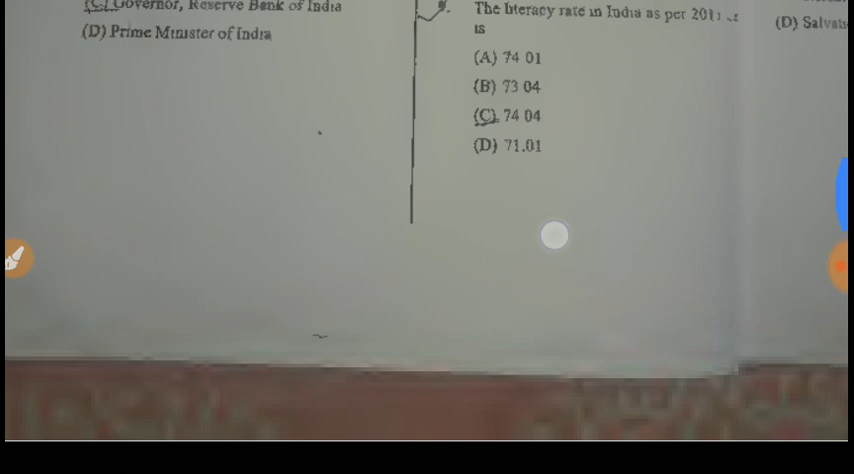 (C) Governor, Reserve Bank of India
(D) Prime Minister of India
The literacy rate in India as per 2011
is
(A) 74 01
(B) 73 04
(C) 74 04
(D) 71.01
(D)